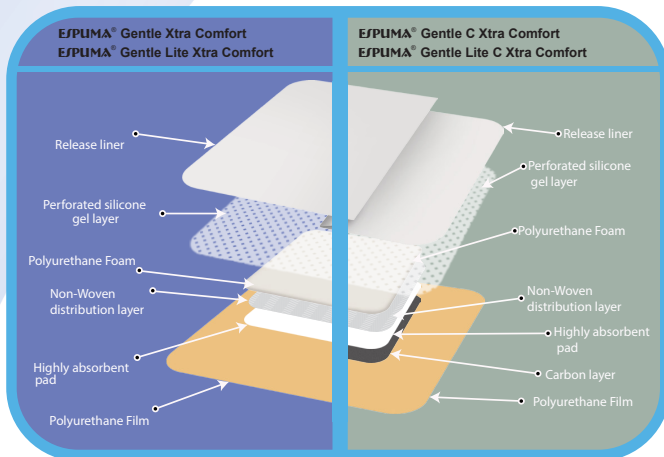 ESPUMA® Gentle Xtra Comfort
ESPUMA® Gentle Lite Xtra Comfort
ESPUMA® Gentle C Xtra Comfort
ESPUMA® Gentle Lite C Xtra Comfort
Release liner
Perforated silicone
gel layer
Polyurethane Foam
Non-Woven
distribution layer
Highly absorbent
pad
Polyurethane Film
Release liner
Perforated silicone
gel layer
Polyurethane Foam
Non-Woven
distribution layer
Highly absorbent
pad
Carbon layer
Polyurethane Film